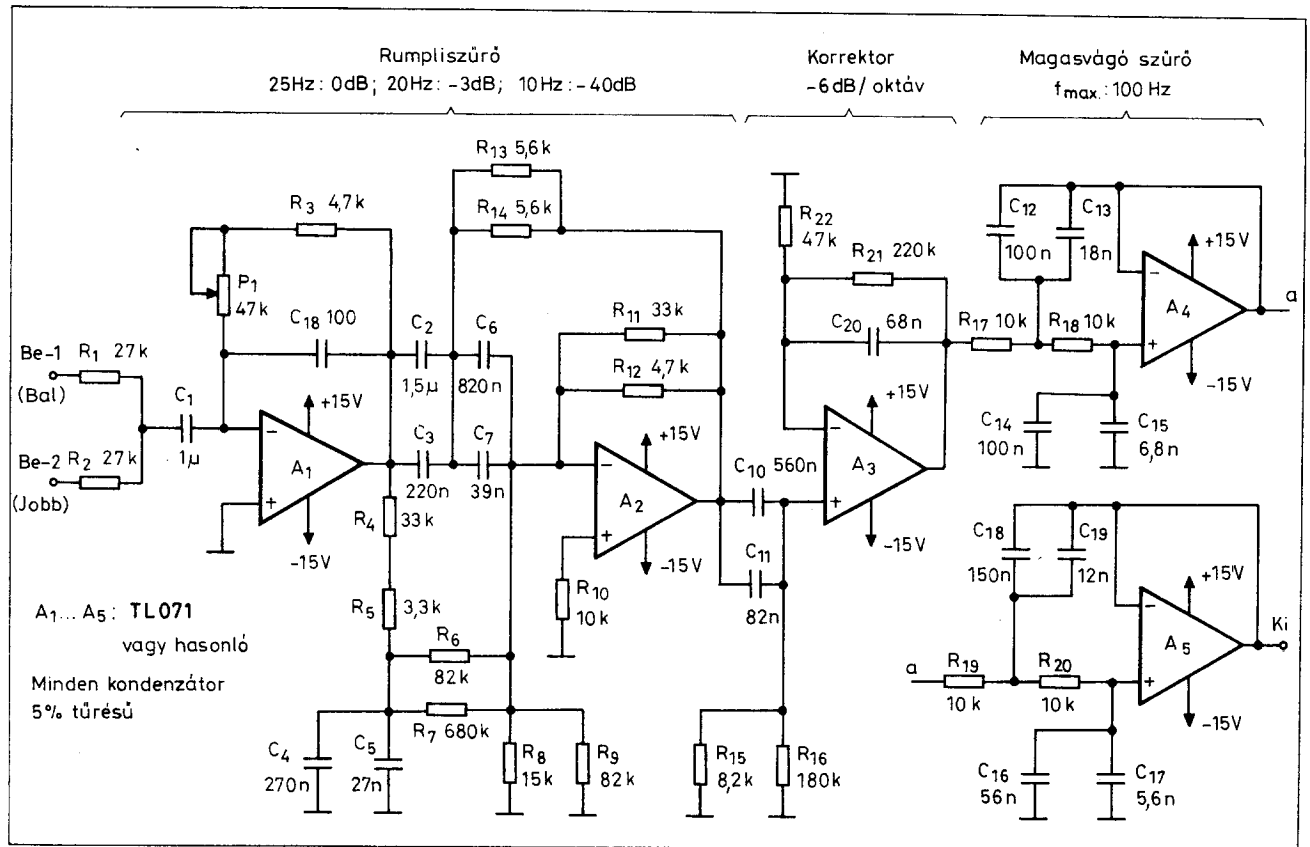 Rumpliszűrő
25Hz: 0dB; 20Hz: -3dB; 10Hz: -40dB
Korrektor
-6dB/ oktáv
Magasvágó szűrő
fmax.: 100 Hz
R13 5,6k
R14 5,6k
R3 4,7k
P1
47k
C18 100
C2
1,5µ
C6
820n
R11 33k
R12 4,7k
R22
47k
R21 220k
C20 68n
C12
100n
C13
18n
+15V
A4
-15V
a
R17 10k
R18 10k
C14
100n
C15
6,8n
Be-1
(Bal)
R1 27k
C1
1µ
Be-2
(Jobb)
R2 27k
+15V
A1
-15V
C3
220n
C7
39n
+15V
A2
-15V
R10
10k
C10 560n
C11
82n
+15V
A3
-15V
R4
33k
R5 3,3k
R6
82k
R7 680k
C4
270n
C5
27n
R8
15k
R9
82k
R15
8,2k
R16
180k
C18
150n
C19
12n
+15V
A5
-15V
Ki
a
R19
10k
R20
10k
C16
56n
C17
5,6n
A1... A5: TL071
vagy hasonló
Minden kondenzátor
5% tűrésű